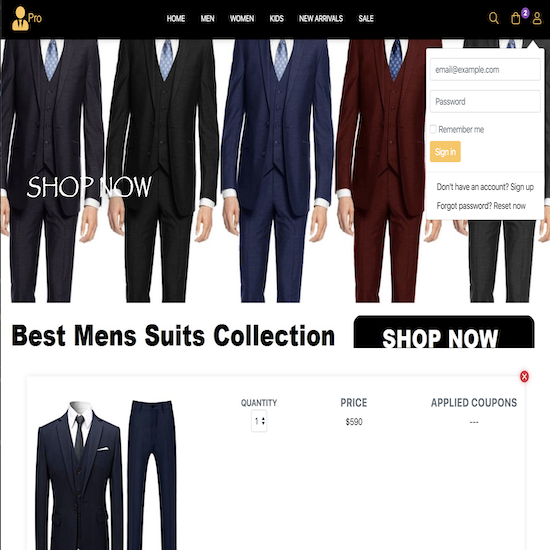 Pro
HOME MEN WOMEN KIDS NEW ARRIVALS SALE
2
email@example.com
Password
Remember me
Sign in
Don't have an account? Sign up
Forgot password? Reset now
SHOP NOW
Best Mens Suits Collection
SHOP NOW
QUANTITY PRICE APPLIED COUPONS
1 $590 ---